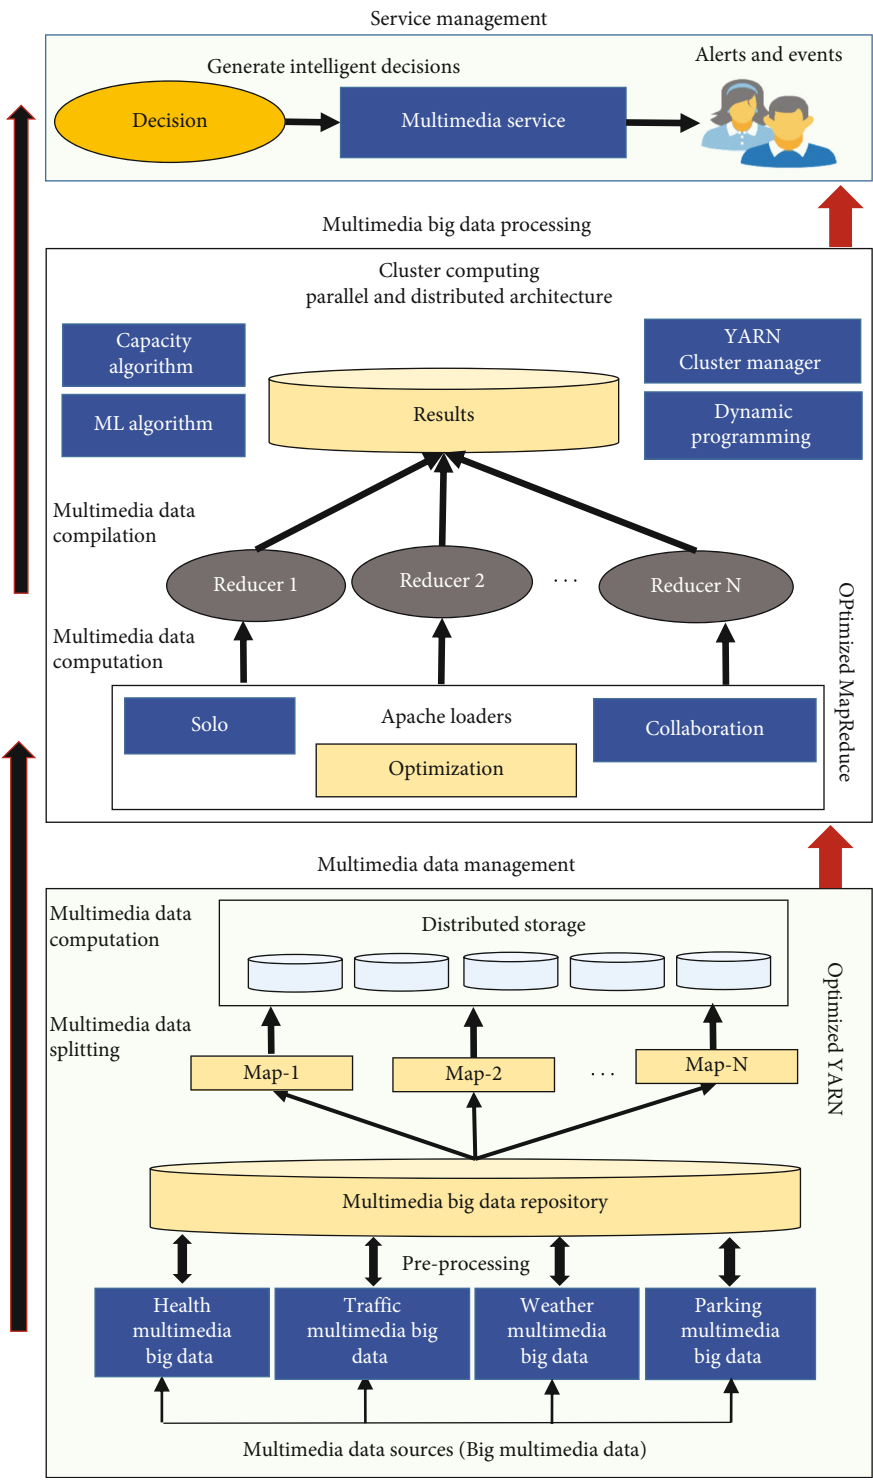 Service management
Generate intelligent decisions
Alerts and events
Decision
Multimedia service
Multimedia big data processing
Cluster computing
parallel and distributed architecture
Capacity
algorithm
YARN
Cluster manager
ML algorithm
Results
Dynamic
programming
Multimedia data
compilation
Reducer 1
Reducer 2
. . .
Reducer N
Multimedia data
computation
OPtimized MapReduce
Solo
Apache loaders
Collaboration
Optimization
Multimedia data management
Multimedia data
computation
Distributed storage
Optimized YARN
Multimedia data
splitting
Map-1
Map-2
. . .
Map-N
Multimedia big data repository
Pre-processing
Health
multimedia
big data
Traffic
multimedia big
data
Weather
multimedia
big data
Parking
multimedia
big data
Multimedia data sources (Big multimedia data)